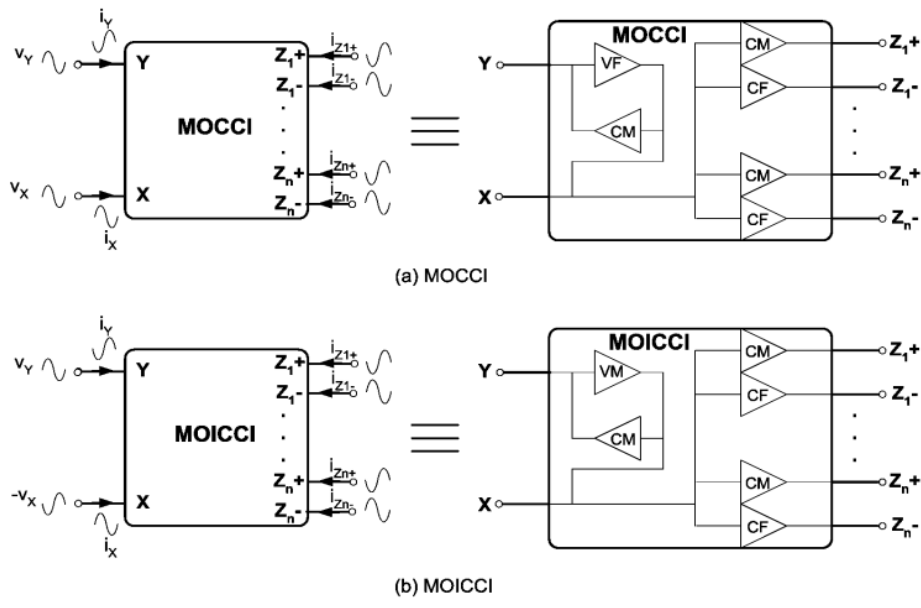 i_Y
v_Y
Y
MOCCI
v_X
X
i_X
Z_1+
i_Z1+
Z_1-
i_Z1-
Z_n+
i_Zn+
Z_n-
i_Zn-
MOCCI
Y
VF
CM
X
CM
Z_1+
CF
Z_1-
CM
Z_n+
CF
Z_n-
(a) MOCCI
i_Y
v_Y
Y
MOICCI
-v_X
X
i_X
Z_1+
i_Z1+
Z_1-
i_Z1-
Z_n+
i_Zn+
Z_n-
i_Zn-
MOICCI
Y
VM
CM
X
CM
Z_1+
CF
Z_1-
CM
Z_n+
CF
Z_n-
(b) MOICCI